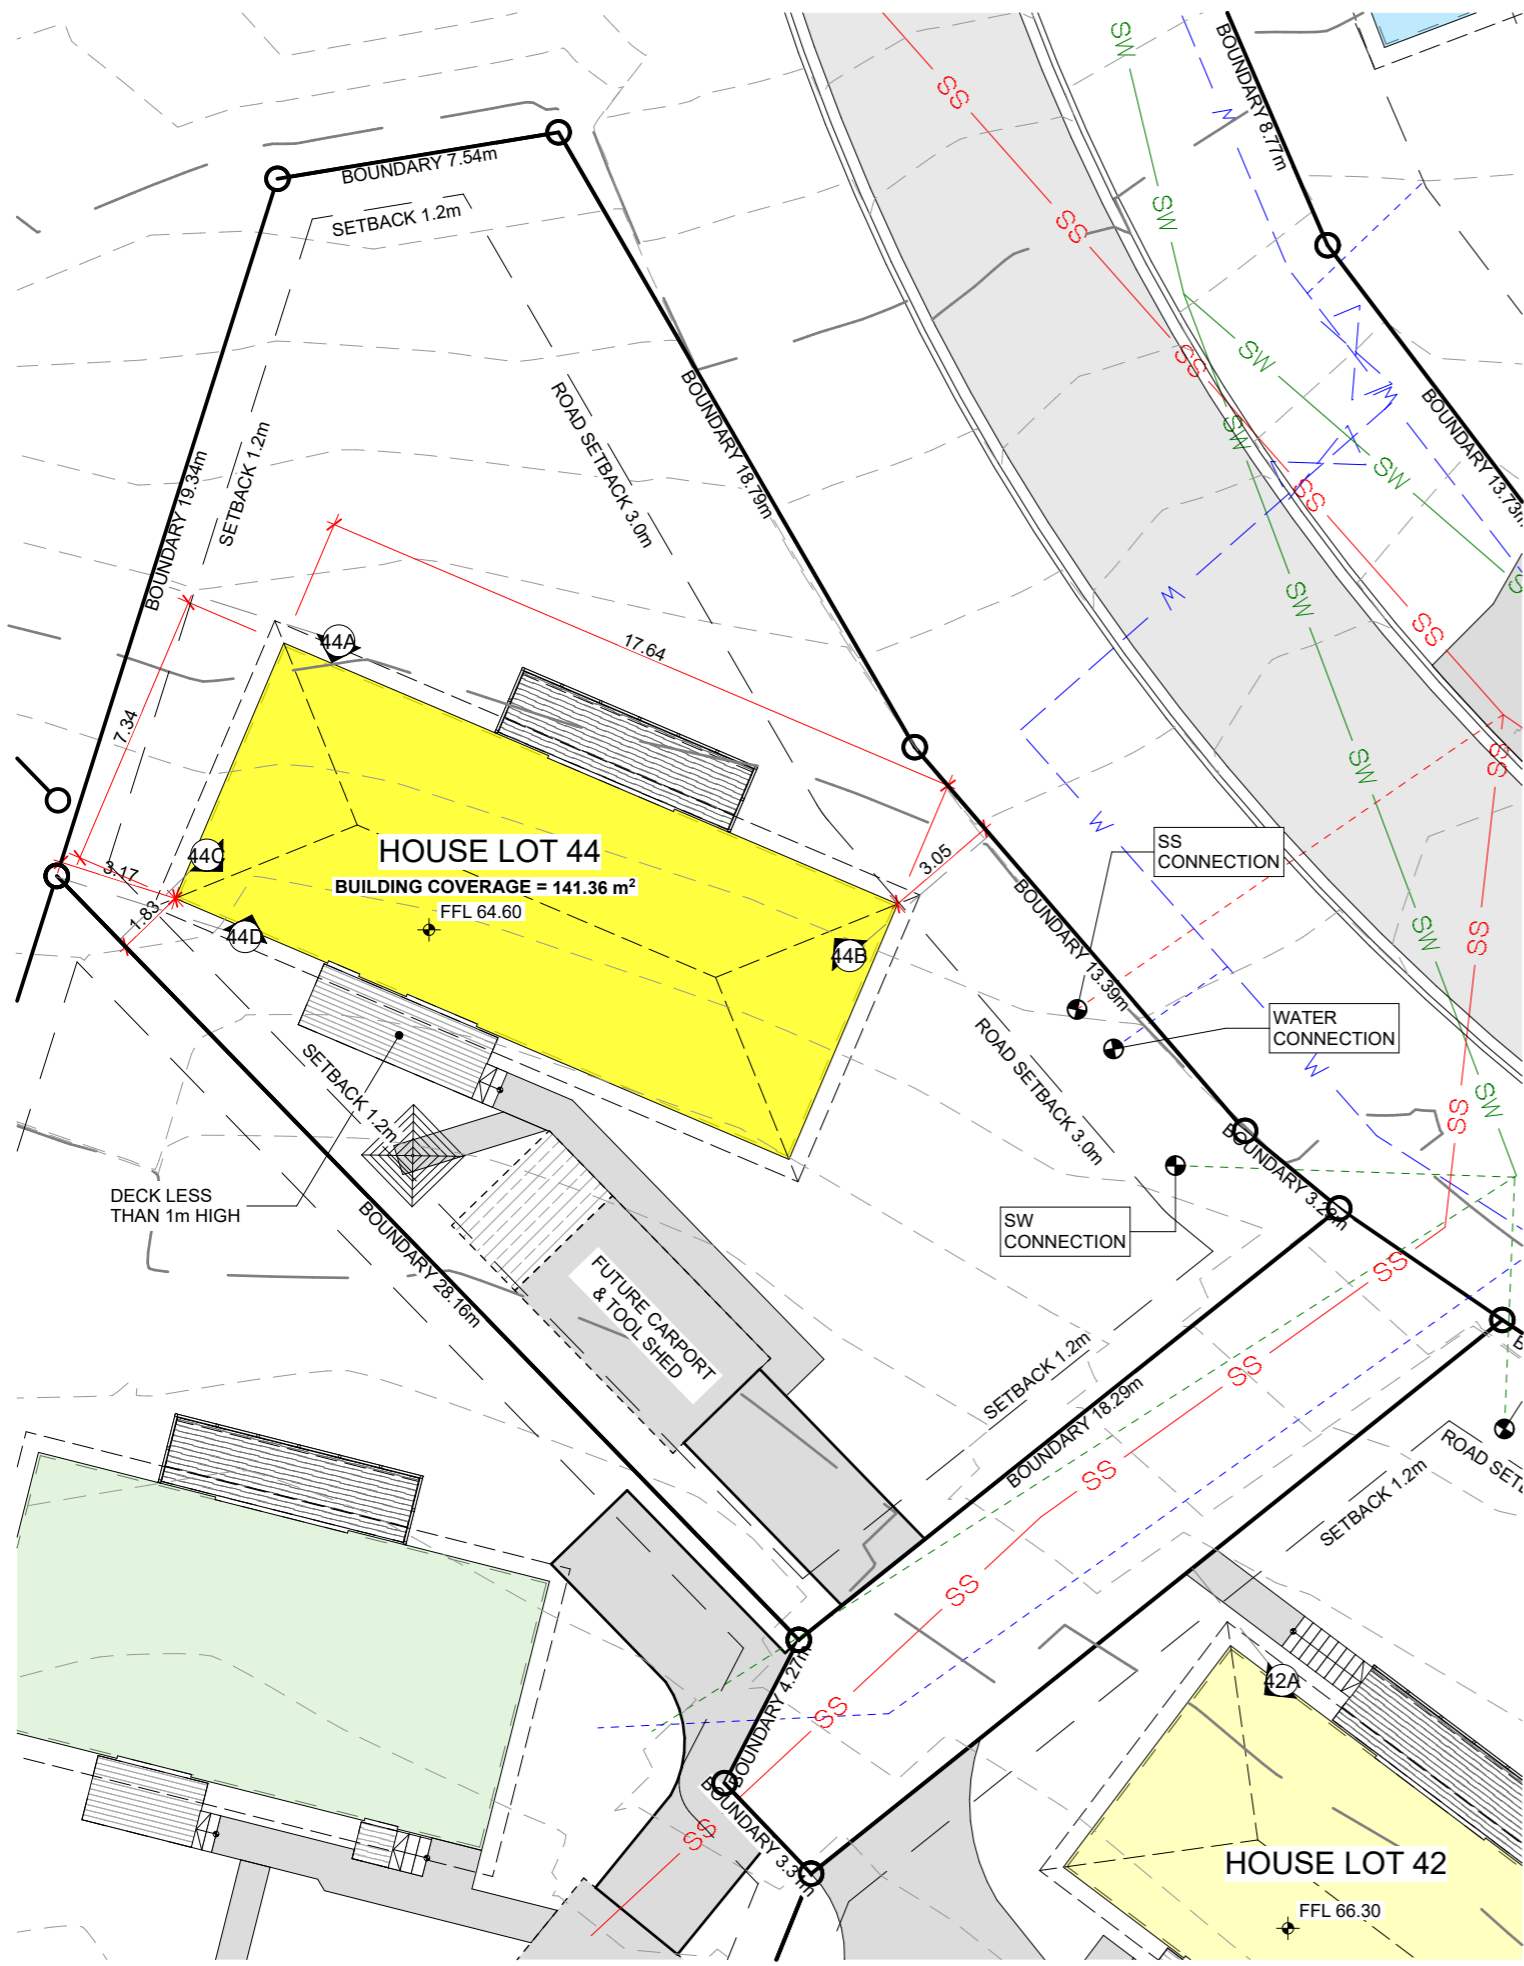 BOUNDARY 8.77m
SW
W
SS
BOUNDARY 7.54m
SETBACK 1.2m
SW
SS
SW
SS
W
BOUNDARY 13.73m
SW
SW
SS
ROAD SETBACK 3.0m
BOUNDARY 18.79m
BOUNDARY 19.34m
SETBACK 1.2m
W
SW
SS
44A
17.64
7.34
SW
SS
W
44C
3.17
HOUSE LOT 44
BUILDING COVERAGE = 141.36 m²
FFL 64.60
3.05
SS
CONNECTION
1.83
44D
44B
BOUNDARY 13.39m
SW
SS
WATER
CONNECTION
ROAD SETBACK 3.0m
SETBACK 1.2m
W
SW
SS
DECK LESS
THAN 1m HIGH
BOUNDARY 28.16m
SW
CONNECTION
SS
FUTURE CARPORT
& TOOL SHED
SETBACK 1.2m
BOUNDARY 18.29m
SS
SS
SETBACK 1.2m
SS
BOUNDARY 4.27m
SS
SS
42A
HOUSE LOT 42
FFL 66.30